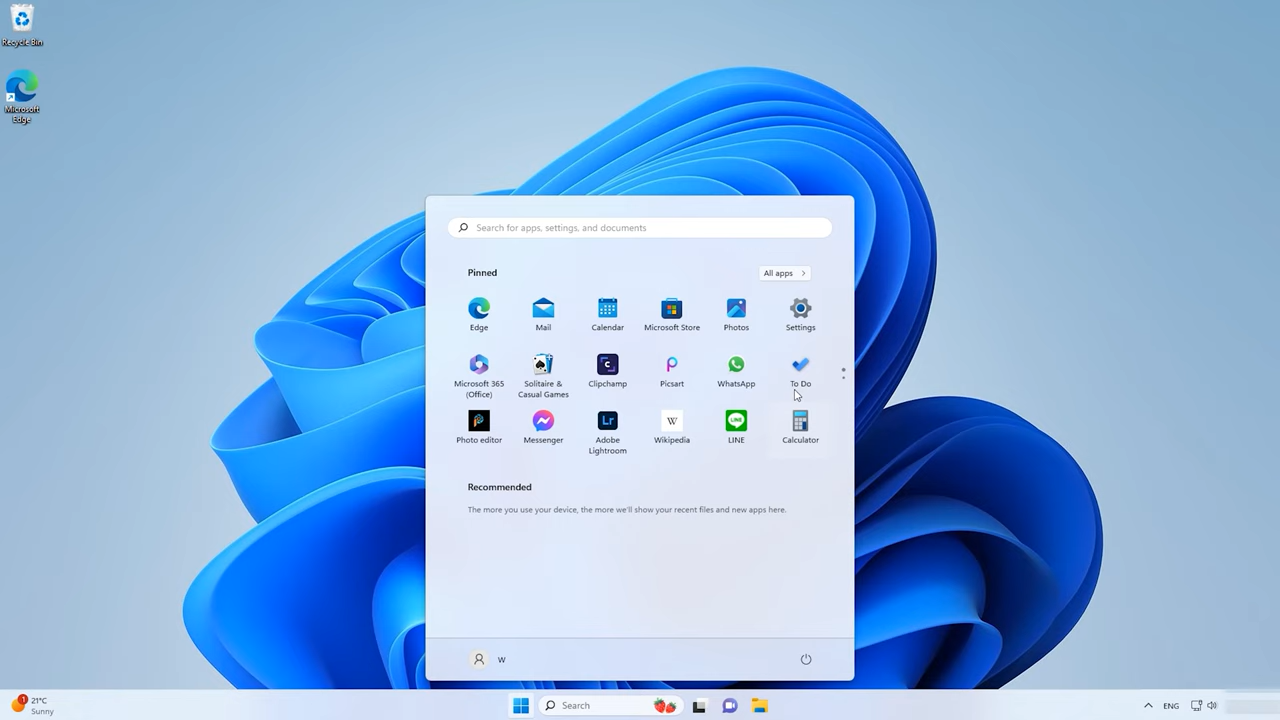 Recycle Bin
Microsoft
Edge
Search for apps, settings, and documents
Pinned
All apps
Edge
Mail
Calendar
Microsoft Store
Photos
Settings
Microsoft 365
(Office)
Solitaire &
Casual Games
Clipchamp
Picsart
WhatsApp
To Do
Photo editor
Messenger
Lr
Adobe
Lightroom
W
Wikipedia
LINE
LINE
Calculator
Recommended
The more you use your device, the more we'll show your recent files and new apps here.
W
1
21°C
Sunny
Search
ENG